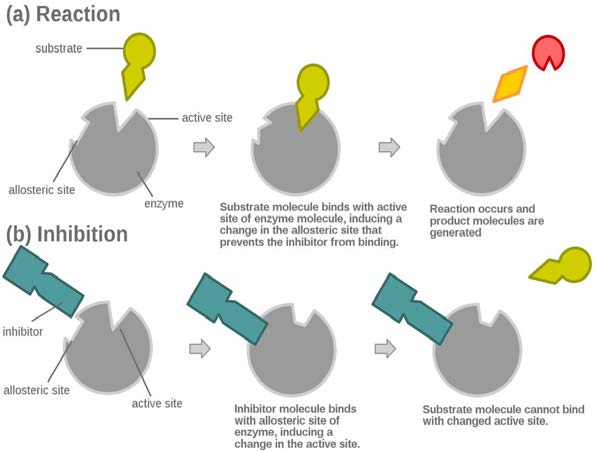 (a) Reaction
substrate
active site
allosteric site
enzyme
Substrate molecule binds with active
site of enzyme molecule, inducing a
change in the allosteric site that
prevents the inhibitor from binding.
Reaction occurs and
product molecules are
generated
(b) Inhibition
inhibitor
allosteric site
active site
Inhibitor molecule binds
with allosteric site of
enzyme, inducing a
change in the active site.
Substrate molecule cannot bind
with changed active site.